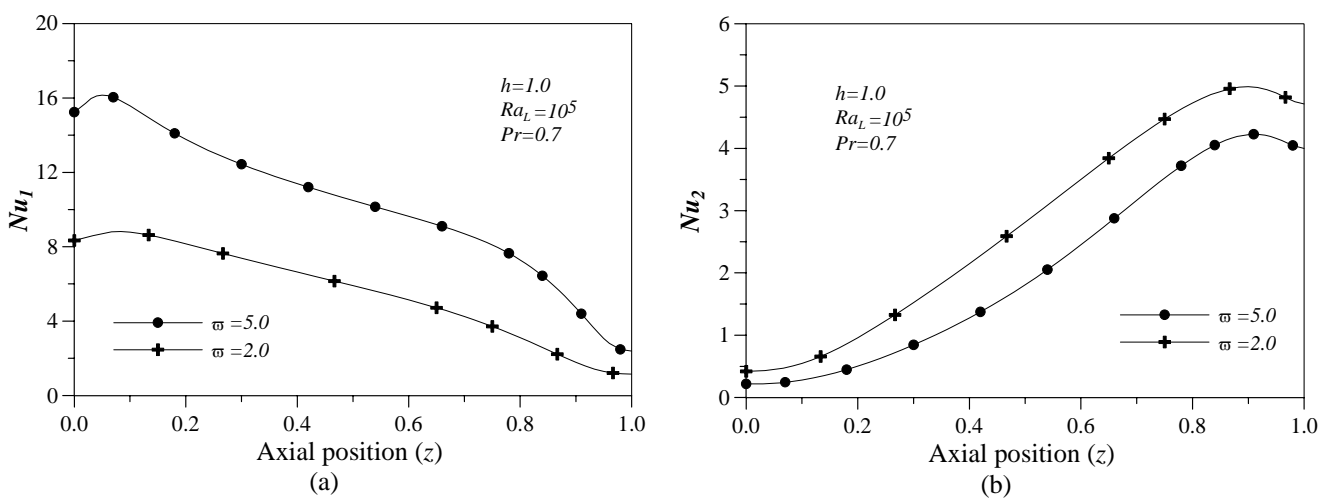 20
16
12
8
4
0
Nu1
h=1.0
RaL=10^5
Pr=0.7
ϖ=5.0
ϖ=2.0
0.0 0.2 0.4 0.6 0.8 1.0
Axial position (z)
(a)
6
5
4
3
2
1
0
Nu2
h=1.0
RaL=10^5
Pr=0.7
ϖ=5.0
ϖ=2.0
0.0 0.2 0.4 0.6 0.8 1.0
Axial position (z)
(b)